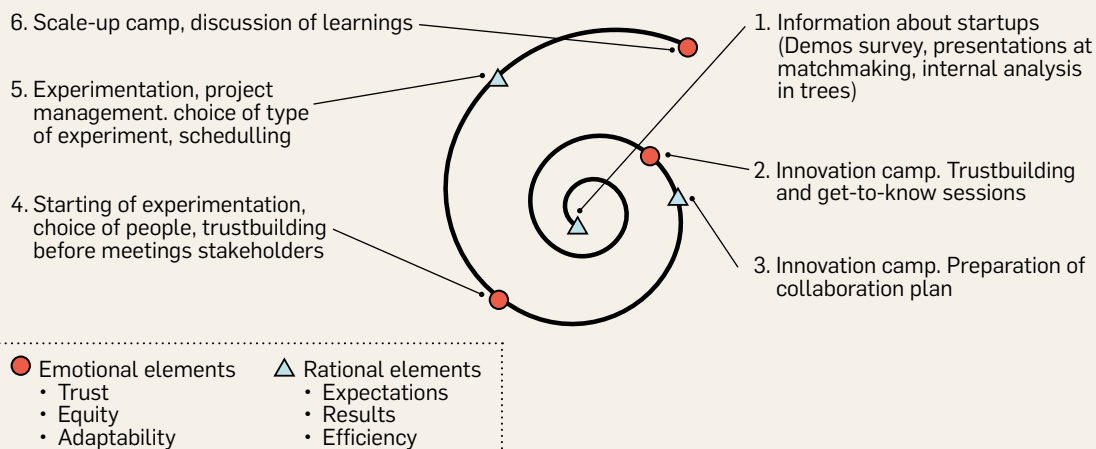 6. Scale-up camp, discussion of learnings
5. Experimentation, project
management. choice of type
of experiment, schedulling
4. Starting of experimentation,
choice of people, trustbuilding
before meetings stakeholders
1. Information about startups
(Demos survey, presentations at
matchmaking, internal analysis
in trees)
2. Innovation camp. Trustbuilding
and get-to-know sessions
3. Innovation camp. Preparation of
collaboration plan
Emotional elements
• Trust
• Equity
• Adaptability
Rational elements
• Expectations
• Results
• Efficiency